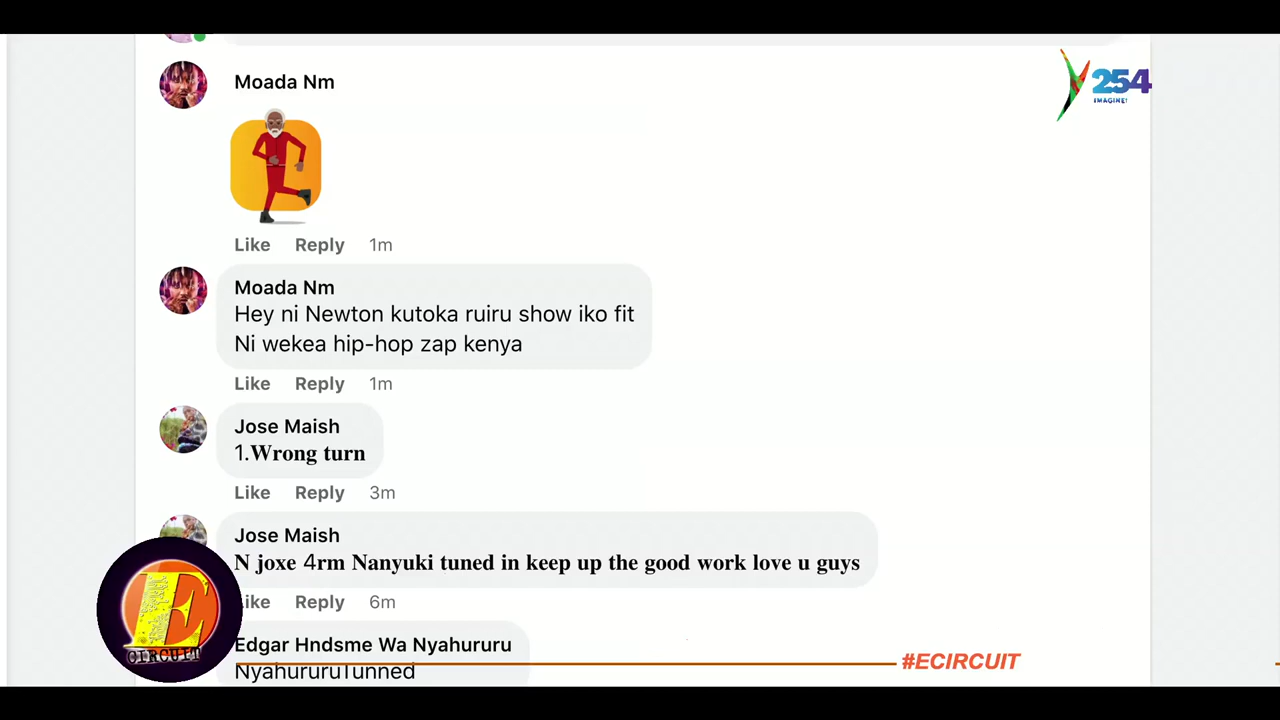 Moada Nm
254
IMAGINE!
Like Reply 1m
Moada Nm
Hey ni Newton kutoka ruiru show iko fit
Ni wekea hip-hop zap kenya
Like Reply 1m
Jose Maish
1.Wrong turn
Like Reply 3m
Jose Maish
N joxe 4rm Nanyuki tuned in keep up the good work love u guys
Like Reply 6m
Edgar Hndsme Wa Nyahururu
NyahururuTunned
E
CIRCUIT
#ECIRCUIT